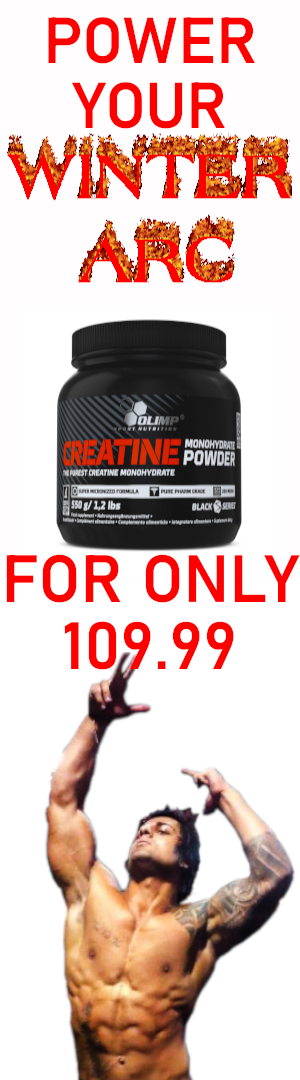 POWER
YOUR
WINTER
ARC
OLIMP®
SPORT NUTRITION
CREATINE MONOHYDRATE
POWDER
THE PUREST CREATINE MONOHYDRATE
SUPER MICRONIZED FORMULA PURE PHARM GRADE
550 g/ 1,2 lbs
BLACK SERIES
FOR ONLY
109.99